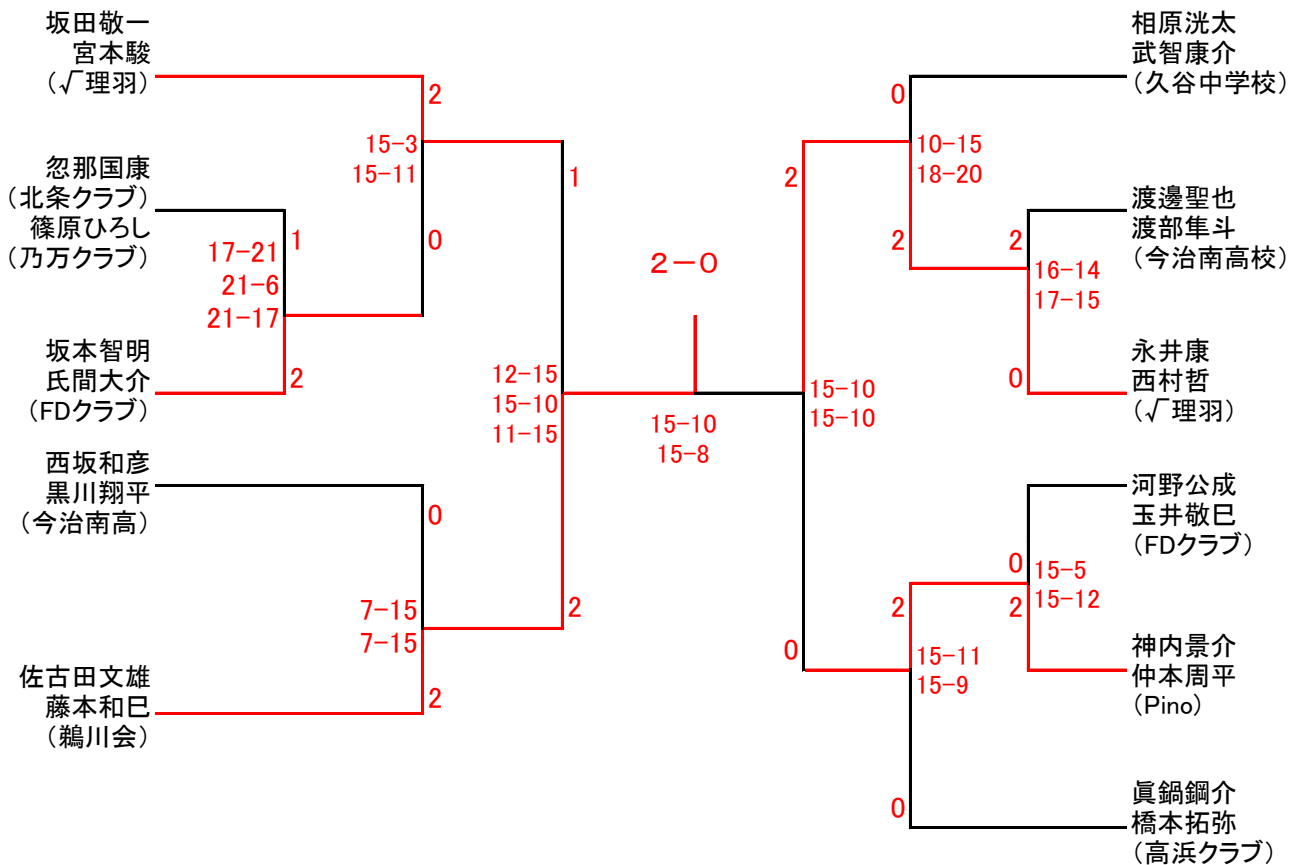 坂田敬一
宮本駿
(√理羽)
2
15-3
15-11
忽那国康
(北条クラブ)
篠原ひろし
(乃万クラブ)
1
17-21
21-6
21-17
0
坂本智明
氏間大介
(FDクラブ)
2
1
12-15
15-10
11-15
西坂和彦
黒川翔平
(今治南高)
0
7-15
7-15
2
佐古田文雄
藤本和巳
(鵜川会)
2
2-0
15-10
15-8
相原洸太
武智康介
(久谷中学校)
0
10-15
18-20
2
2
渡邊聖也
渡部隼斗
(今治南高校)
2
16-14
17-15
永井康
西村哲
(√理羽)
0
15-10
15-10
河野公成
玉井敬巳
(FDクラブ)
0
15-5
15-12
2
2
神内景介
仲本周平
(Pino)
0
15-11
15-9
眞鍋鋼介
橋本拓弥
(高浜クラブ)
0